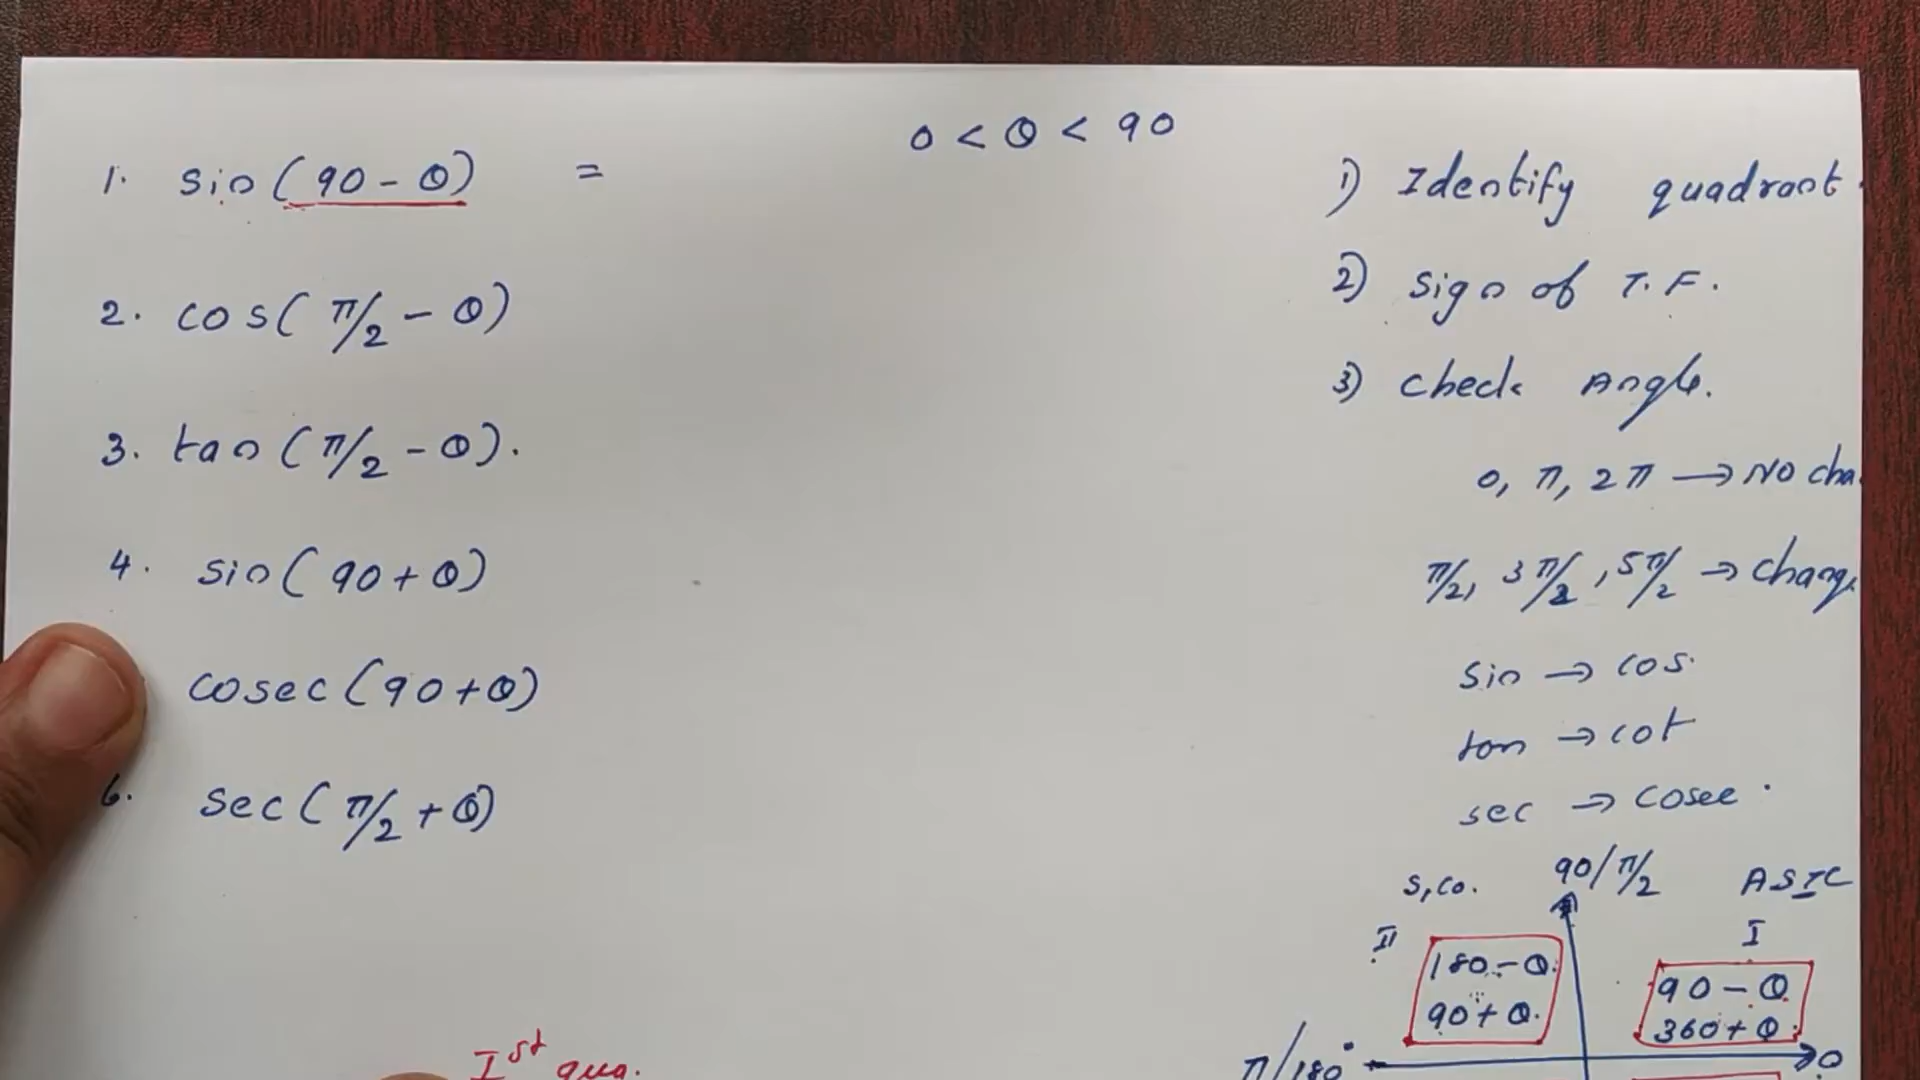 0 < θ < 90
1. sin(90-θ) =
2. cos(π/2 - θ)
3. tan(π/2 - θ).
4. sin(90+θ)
cosec(90+θ)
6. sec(π/2 + θ)
1) Identify quadrant.
2) Sign of T.F.
3) Check Angle.
0, π, 2π → No cha
π/2, 3π/2, 5π/2 → Change
sin → cos.
tan → cot
sec → cosec.
s, co. 90/π/2 ASTC
II I
180-θ. 90-θ
90+θ. 360+θ.
π/180° 0
Ist qua.